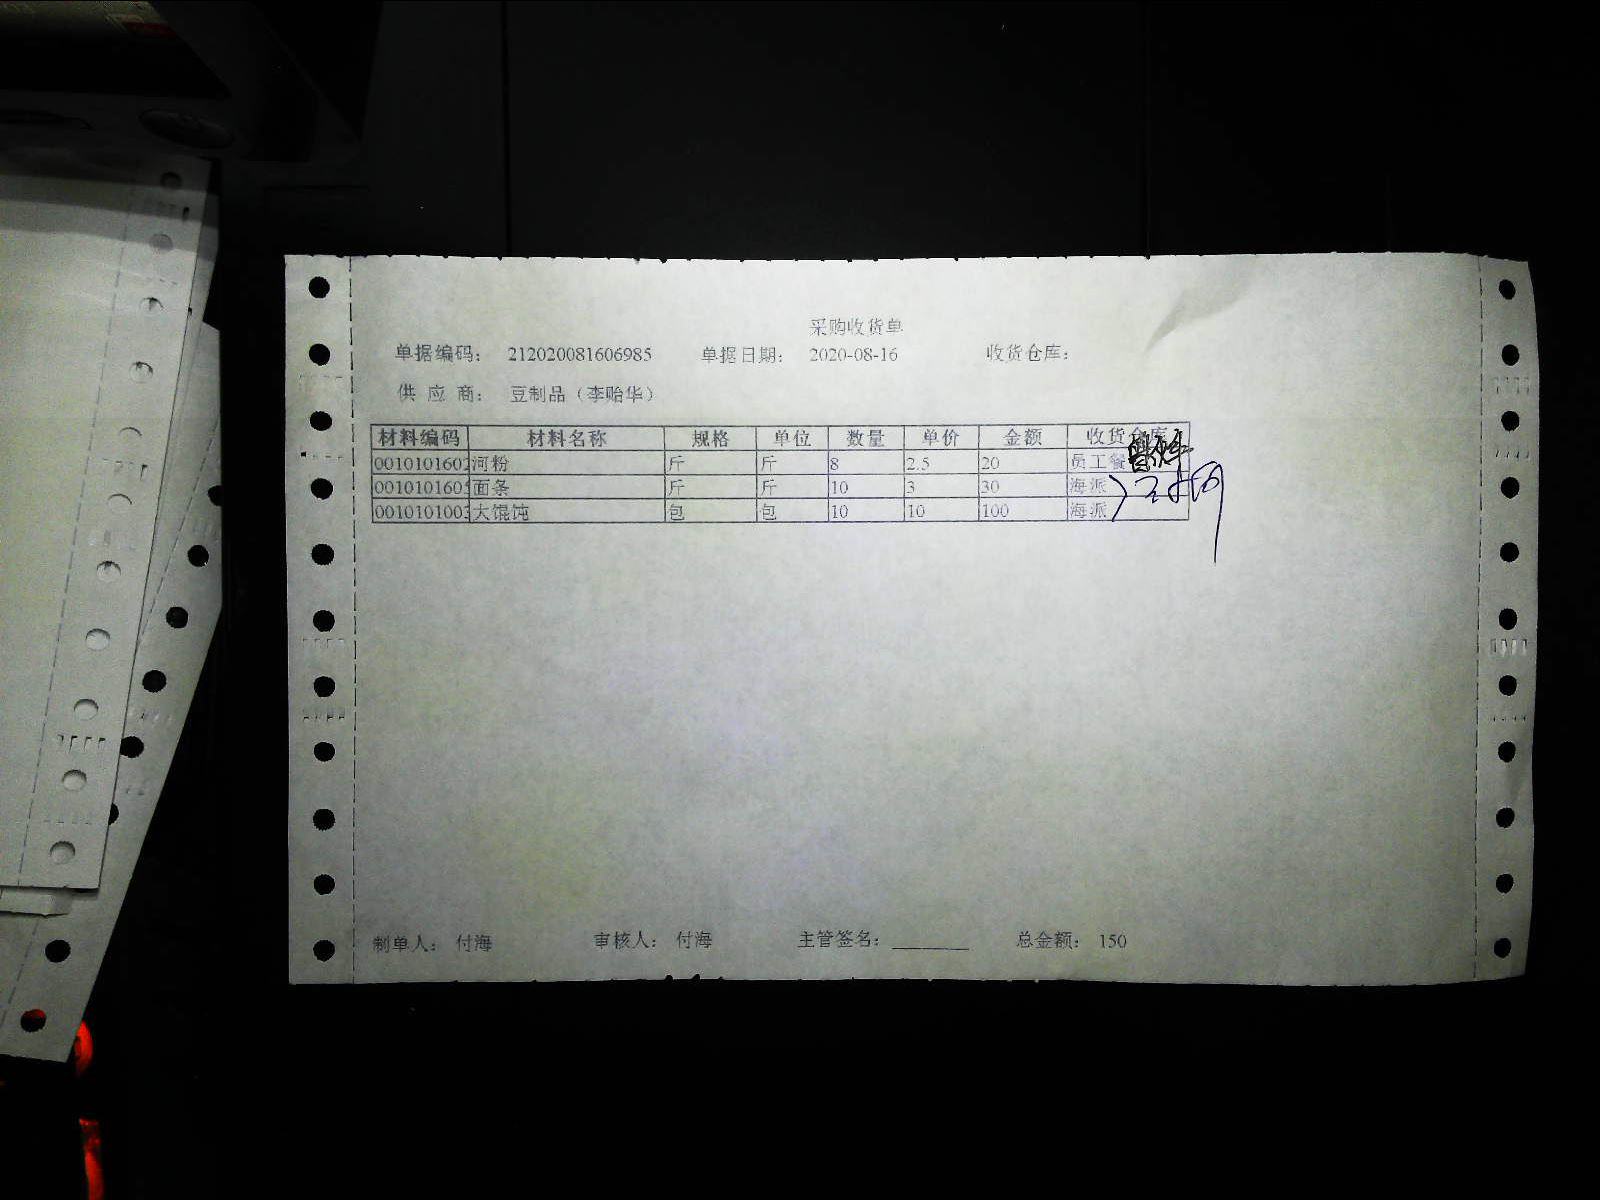 采购收货单
单据编码: 212020081606985 单据日期: 2020-08-16 收货仓库:
供 应 商: 豆制品（李贻华）
材料编码 材料名称 规格 单位 数量 单价 金额 收货仓库
0010101602 河粉 斤 斤 8 2.5 20 员工餐
0010101605 面条 斤 斤 10 3 30 海派
0010101003 大馄饨 包 包 10 10 100 海派
制单人: 付海 审核人: 付海 主管签名: ________ 总金额: 150